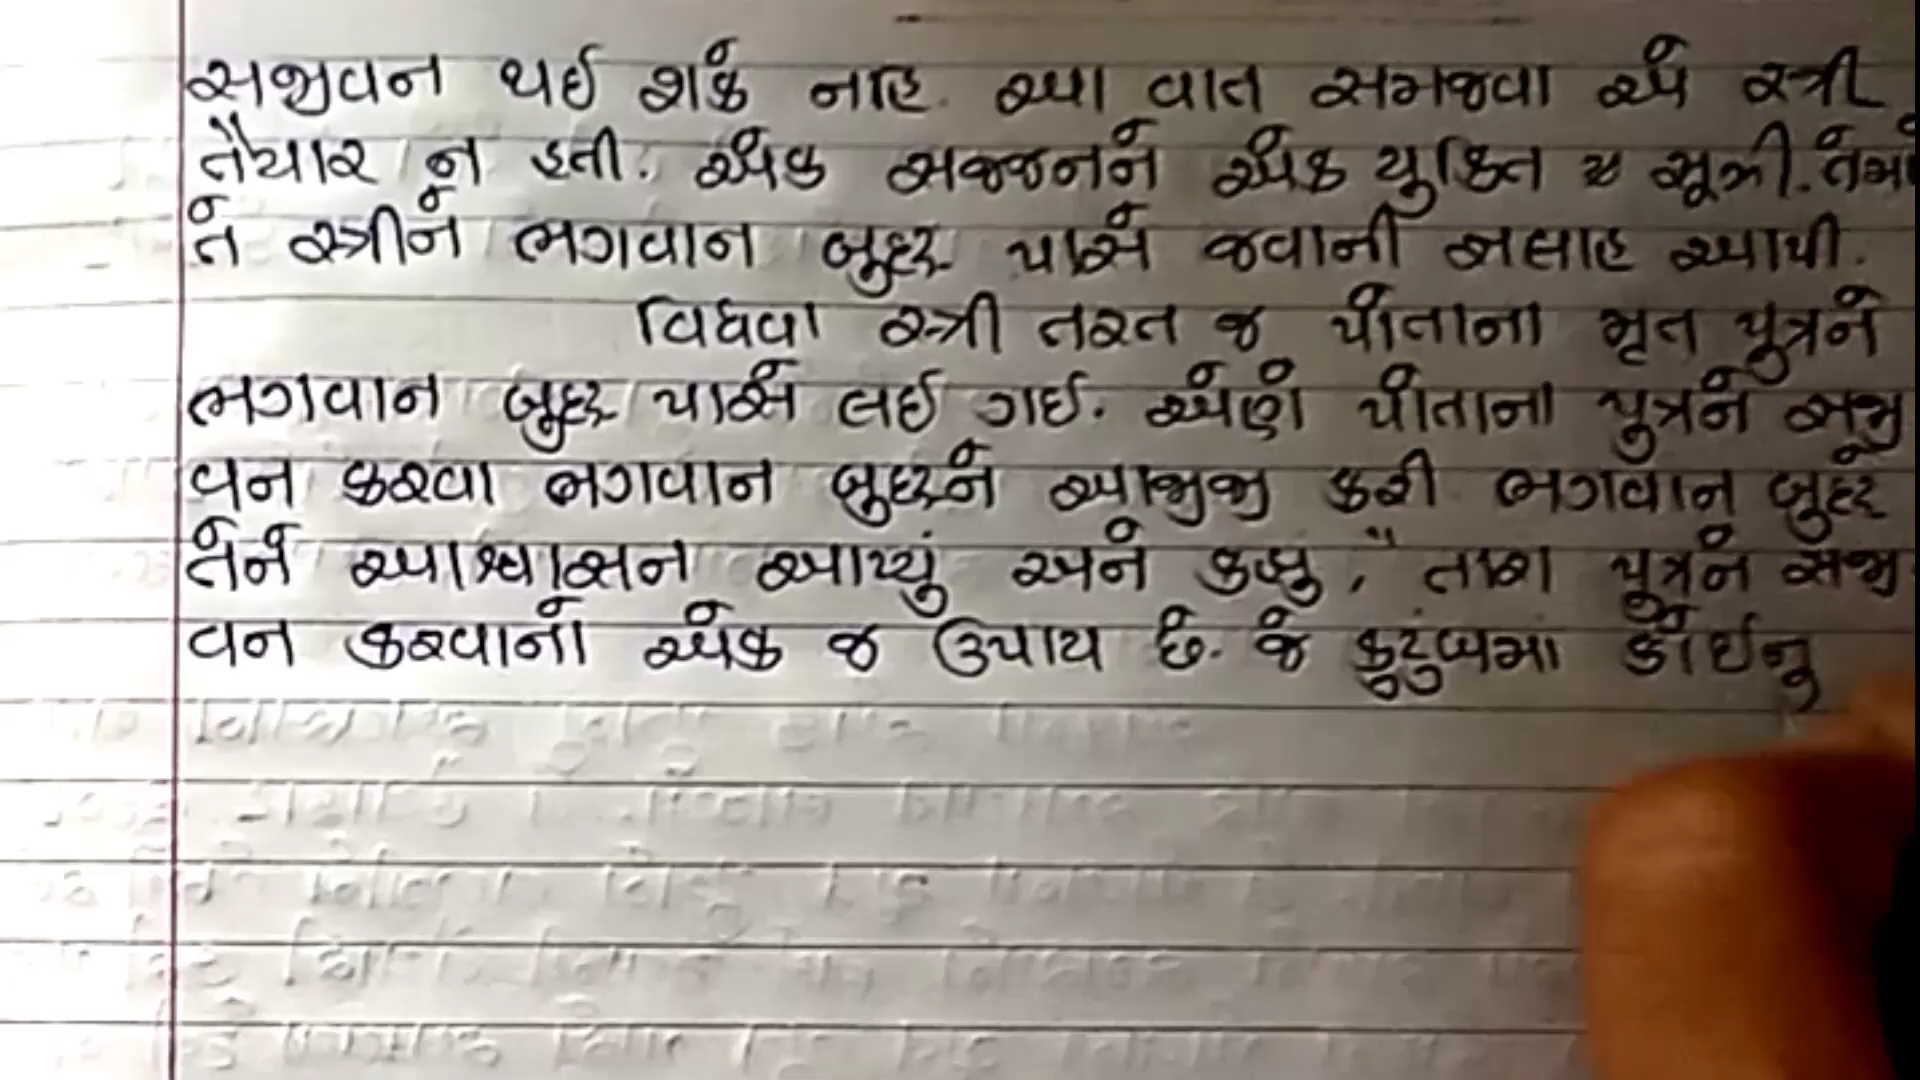 સજીવન થઈ શકે નહિ. આ વાત સમજવા એ સ્ત્રી
તૈયાર ન હતી. એક સજ્જનને એક યુક્તિ સૂઝી. તેમણે
તે સ્ત્રીને ભગવાન બુદ્ધ પાસે જવાની સલાહ આપી.
વિધવા સ્ત્રી તરત જ પોતાના મૃત પુત્રને
ભગવાન બુદ્ધ પાસે લઈ ગઈ. એણે પોતાના પુત્રને સજી
વન કરવા ભગવાન બુદ્ધને આજીજી કરી. ભગવાન બુદ્ધે
તેને આશ્વાસન આપ્યું અને કહ્યુ, "તારા પુત્રને સજી
વન કરવાનો એક જ ઉપાય છે. જે કુટુંબમાં કોઈનુ